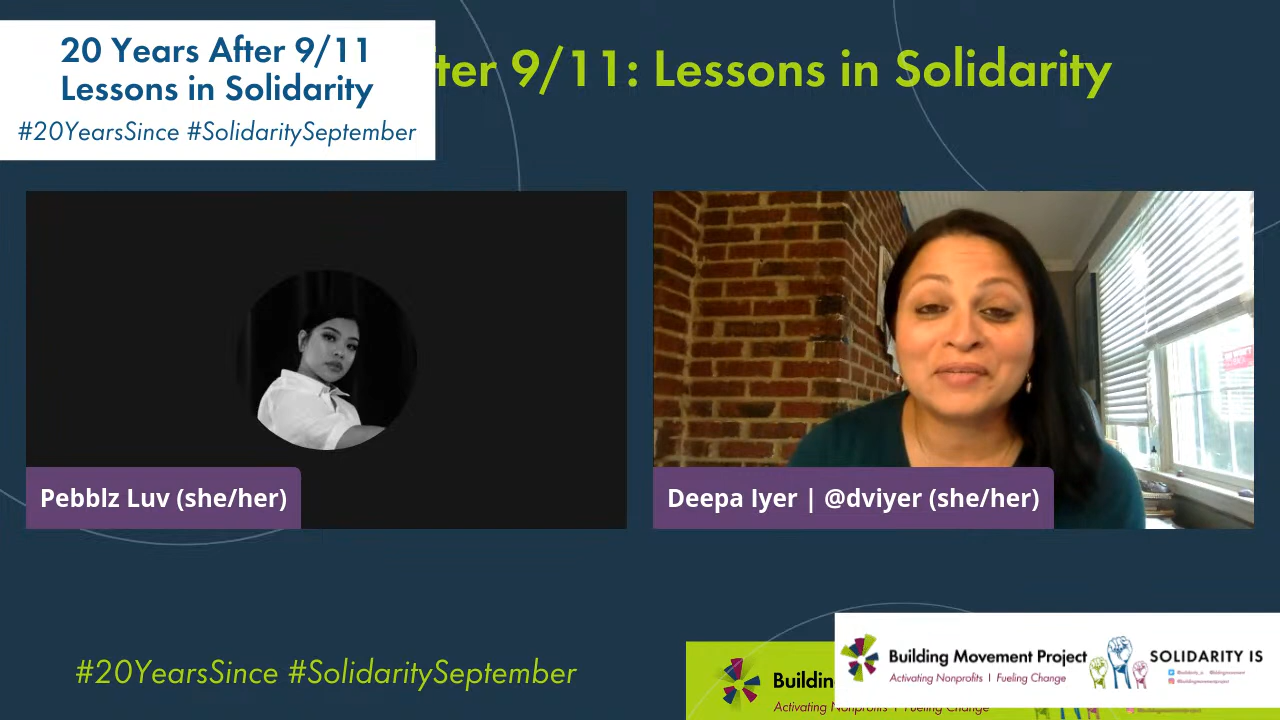 20 Years After 9/11
Lessons in Solidarity
#20YearsSince #SolidaritySeptember
ter 9/11: Lessons in Solidarity
Pebblz Luv (she/her)
Deepa Iyer | @dviyer (she/her)
#20YearsSince #SolidaritySeptember
Building Movement Project
Activating Nonprofits | Fueling Change
SOLIDARITY IS
Building
Activating Nonprofits | Fueling Change